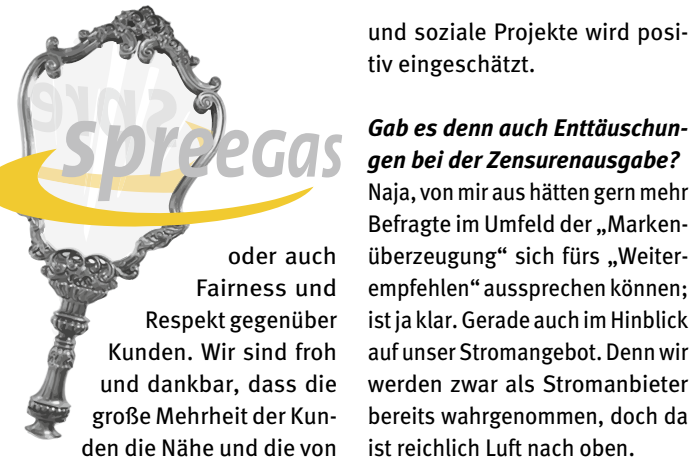 spreeGas
spre
oder auch
Fairness und
Respekt gegenüber
Kunden. Wir sind froh
und dankbar, dass die
große Mehrheit der Kun-
den die Nähe und die von
und soziale Projekte wird posi-
tiv eingeschätzt.
Gab es denn auch Enttäuschun-
gen bei der Zensurenausgabe?
Naja, von mir aus hätten gern mehr
Befragte im Umfeld der „Marken-
überzeugung“ sich fürs „Weiter-
empfehlen“ aussprechen können;
ist ja klar. Gerade auch im Hinblick
auf unser Stromangebot. Denn wir
werden zwar als Stromanbieter
bereits wahrgenommen, doch da
ist reichlich Luft nach oben.